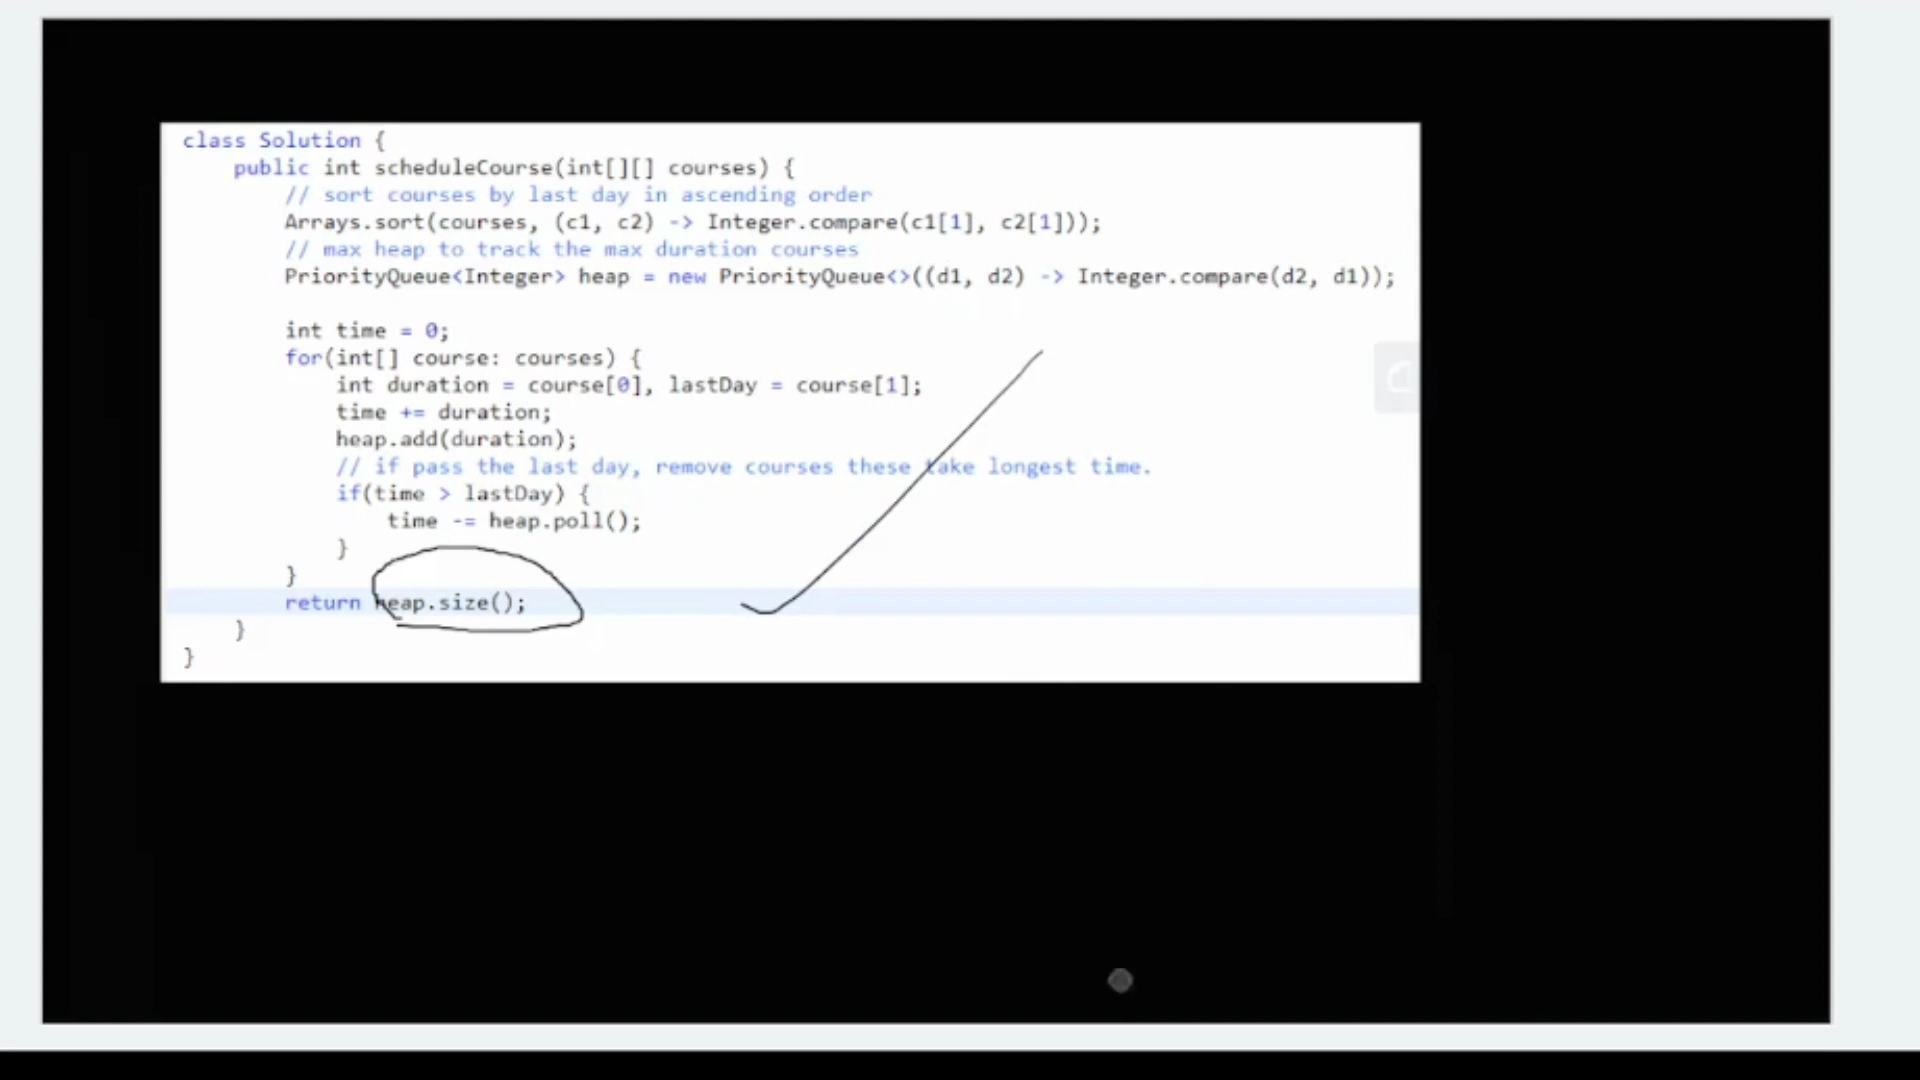 class Solution {
public int scheduleCourse(int[][] courses) {
// sort courses by last day in ascending order
Arrays.sort(courses, (c1, c2) -> Integer.compare(c1[1], c2[1]));
// max heap to track the max duration courses
PriorityQueue<Integer> heap = new PriorityQueue<>((d1, d2) -> Integer.compare(d2, d1));
int time = 0;
for(int[] course: courses) {
int duration = course[0], lastDay = course[1];
time += duration;
heap.add(duration);
// if pass the last day, remove courses these take longest time.
if(time > lastDay) {
time -= heap.poll();
}
}
return heap.size();
}
}